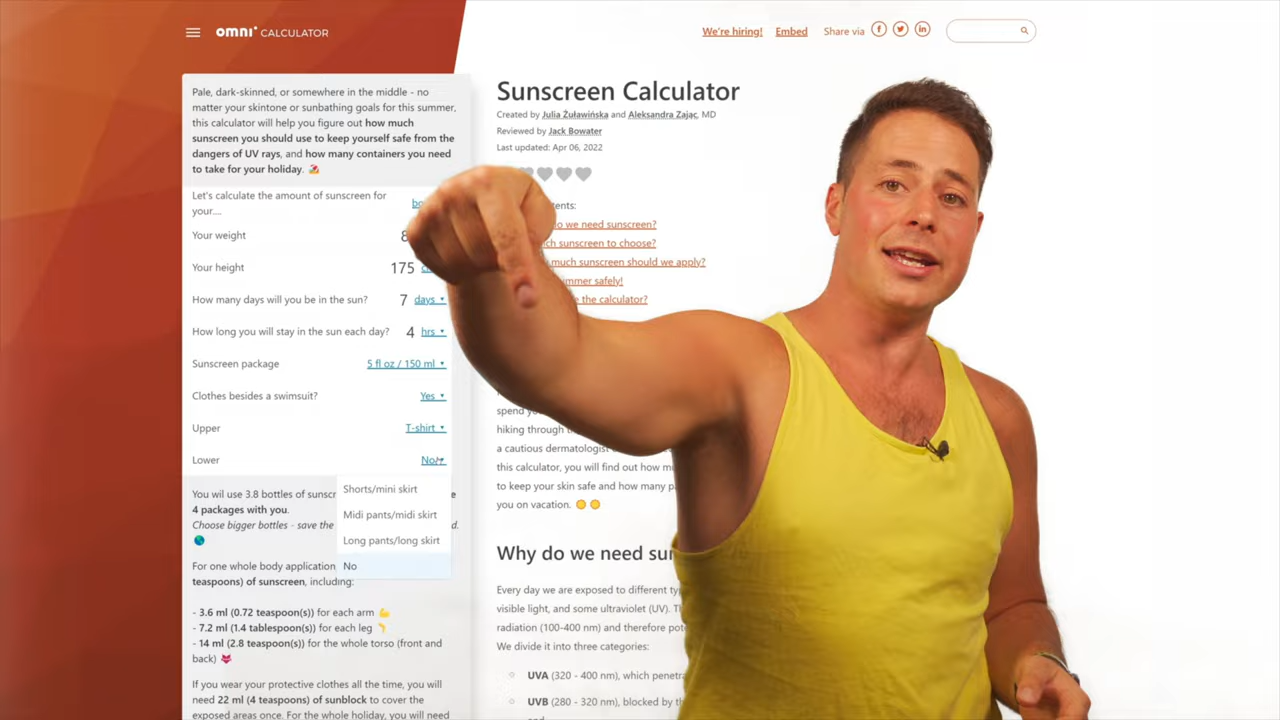 omni CALCULATOR
We're hiring!
Embed
Share via
Pale, dark-skinned, or somewhere in the middle - no
matter your skintone or sunbathing goals for this summer,
this calculator will help you figure out how much
sunscreen you should use to keep yourself safe from the
dangers of UV rays, and how many containers you need
to take for your holiday.
Let's calculate the amount of sunscreen for
your....
Your weight
Your height 175
How many days will you be in the sun? 7 days
How long you will stay in the sun each day? 4 hrs
Sunscreen package 5 fl oz / 150 ml
Clothes besides a swimsuit? Yes
Upper T-shirt
Lower No
Shorts/mini skirt
Midi pants/midi skirt
Long pants/long skirt
No
You wil use 3.8 bottles of
4 packages with you.
Choose bigger bottles - save the
For one whole body application
teaspoons) of sunscreen, including:
- 3.6 ml (0.72 teaspoon(s)) for each arm
- 7.2 ml (1.4 tablespoon(s)) for each leg
- 14 ml (2.8 teaspoon(s)) for the whole torso (front and
back)
If you wear your protective clothes all the time, you will
need 22 ml (4 teaspoons) of sunblock to cover the
exposed areas once. For the whole holiday, you will need
Sunscreen Calculator
Created by Julia Żuławińska and Aleksandra Zając, MD
Reviewed by Jack Bowater
Last updated: Apr 06, 2022
we need sunscreen?
sunscreen to choose?
much sunscreen should we apply?
safely!
the calculator?
spend
hiking through
a cautious dermatologist
this calculator, you will find out how
to keep your skin safe and how many
you on vacation.
Why do we need
Every day we are exposed to different
visible light, and some ultraviolet (UV).
radiation (100-400 nm) and therefore
We divide it into three categories:
UVA (320 - 400 nm), which
UVB (280 - 320 nm), blocked by
and